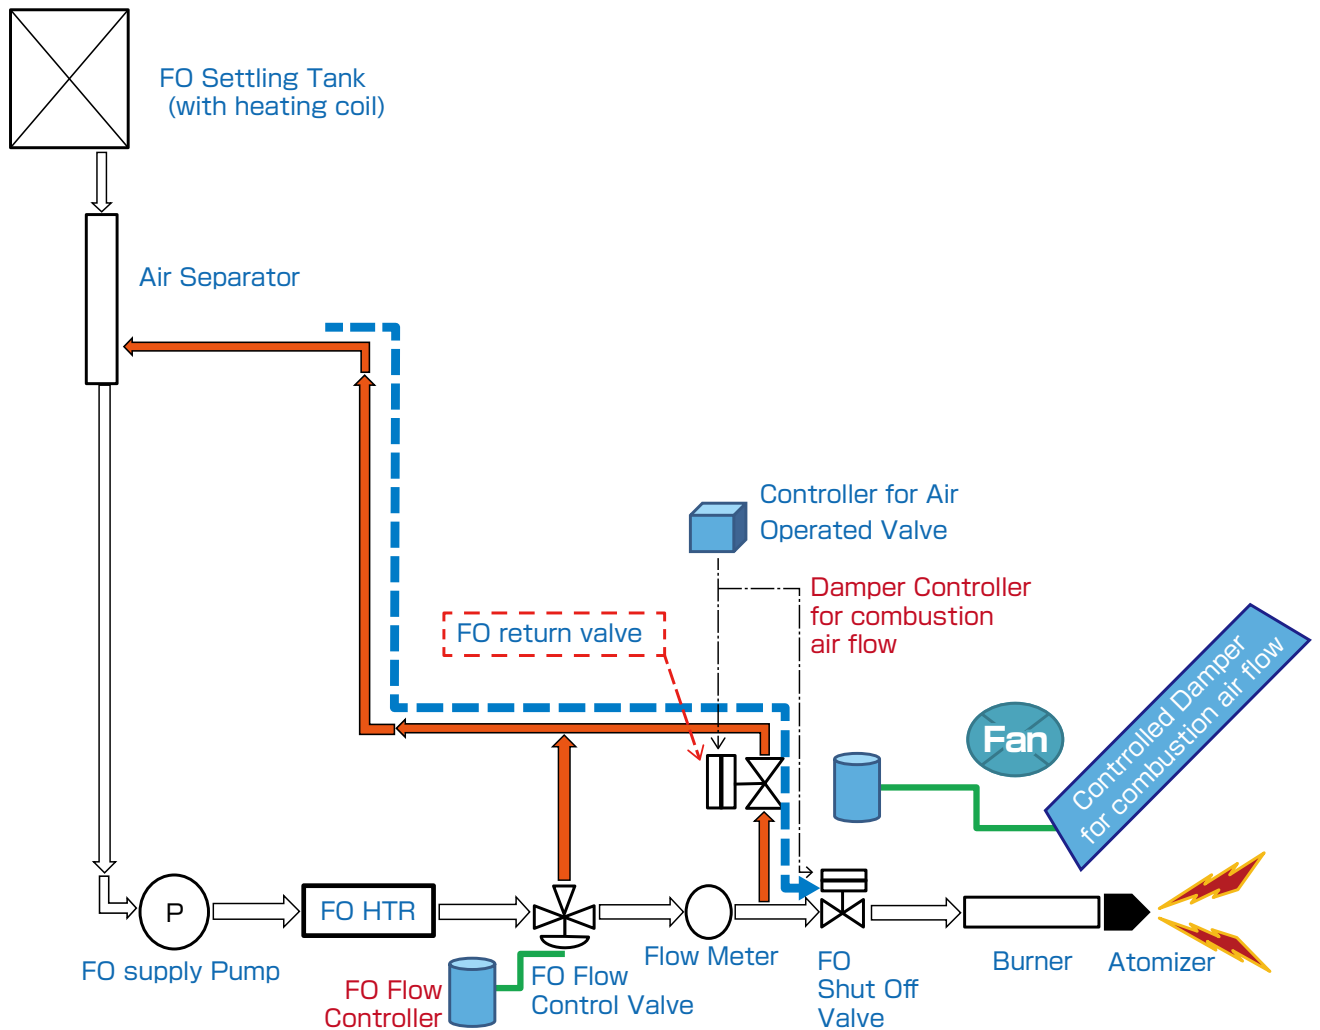 FO Settling Tank
(with heating coil)
Air Separator
Controller for Air
Operated Valve
Damper Controller
for combustion
air flow
FO return valve
Fan
Contrrolled Damper
for combustion air flow
P
FO HTR
FO supply Pump
FO Flow
Controller
FO Flow
Control Valve
Flow Meter
FO
Shut Off
Valve
Burner
Atomizer